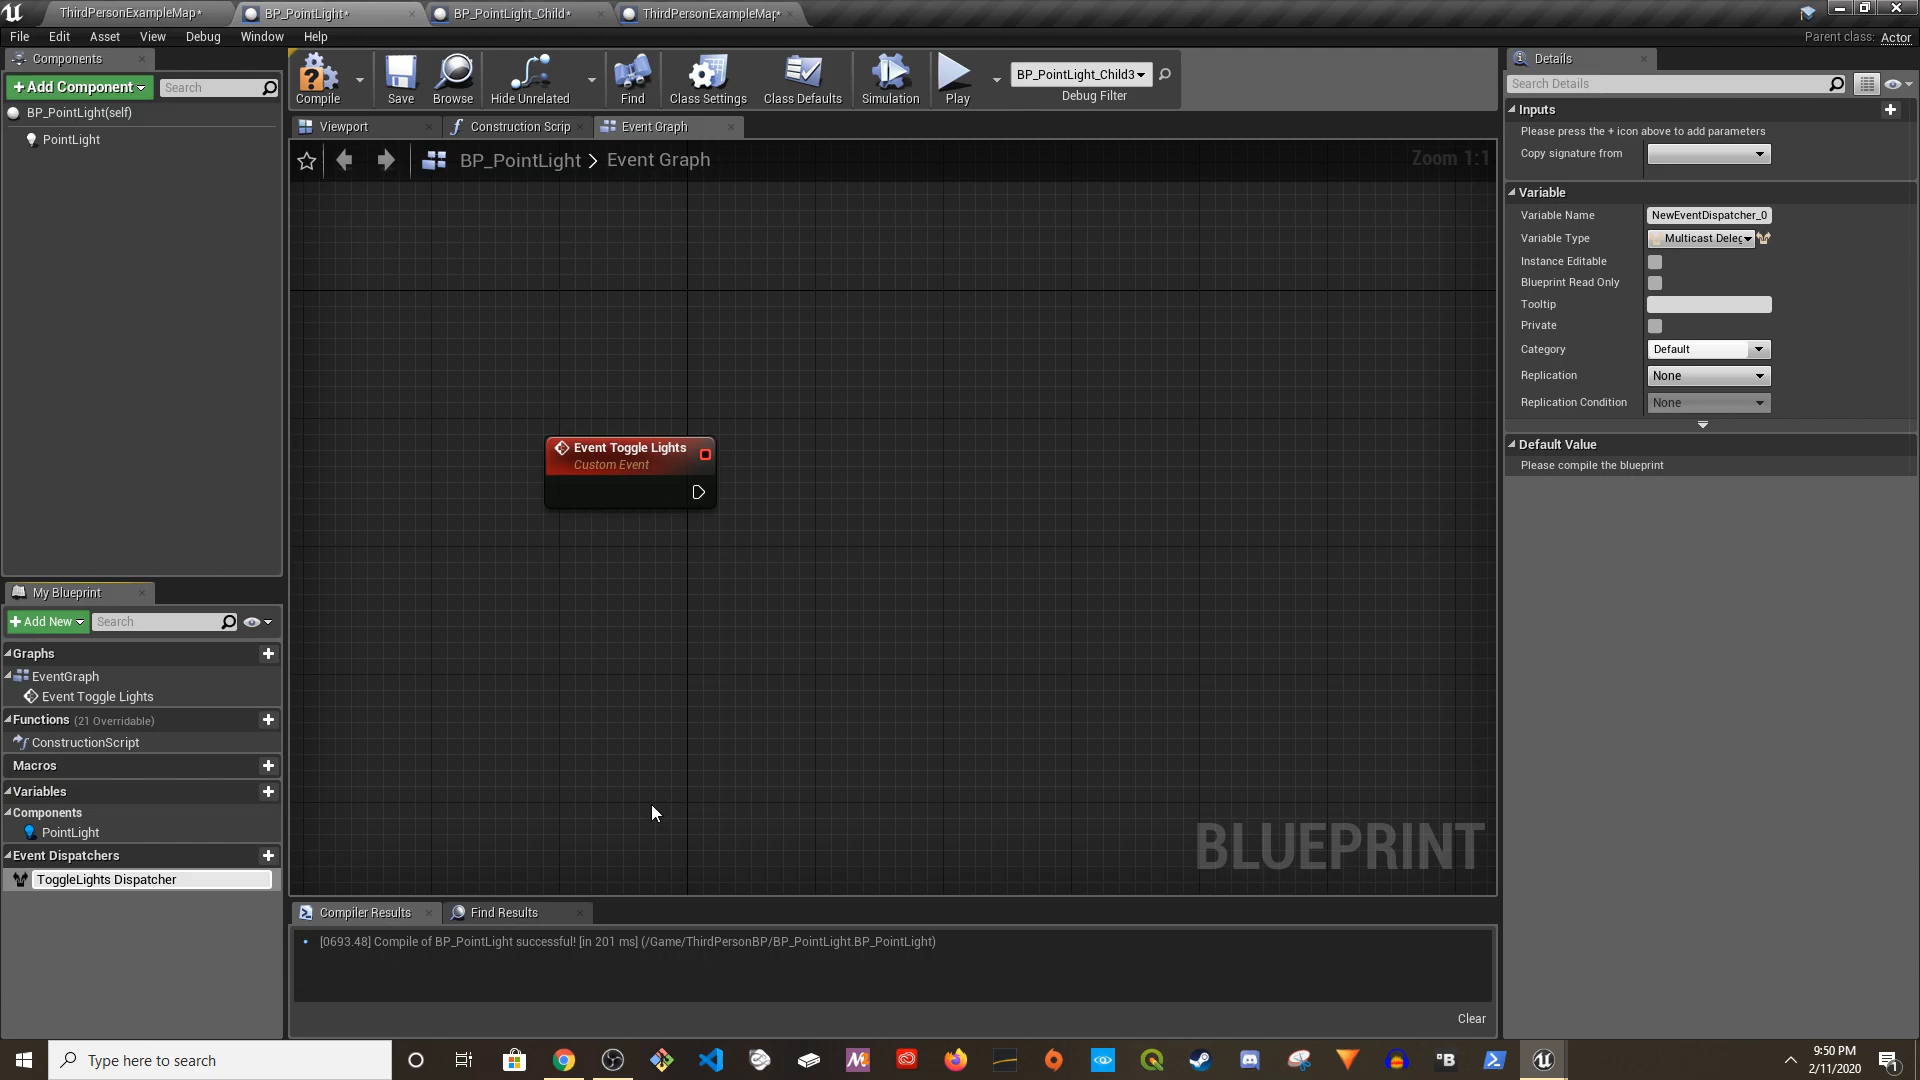 ThirdPersonExampleMap*
BP_PointLight*
BP_PointLight_Child*
ThirdPersonExampleMap*
File Edit Asset View Debug Window Help
Parent class: Actor
Components
+ Add Component
Search
BP_PointLight(self)
PointLight
Compile
Save
Browse
Hide Unrelated
Find
Class Settings
Class Defaults
Simulation
Play
BP_PointLight_Child3
Debug Filter
Viewport
Construction Scrip
Event Graph
BP_PointLight > Event Graph
Zoom 1:1
Event Toggle Lights
Custom Event
BLUEPRINT
My Blueprint
+ Add New
Search
Graphs
EventGraph
Event Toggle Lights
Functions (21 Overridable)
ConstructionScript
Macros
Variables
Components
PointLight
Event Dispatchers
ToggleLights Dispatcher
Compiler Results
Find Results
[0693.48] Compile of BP_PointLight successful! [in 201 ms] (/Game/ThirdPersonBP/BP_PointLight.BP_PointLight)
Clear
Details
Search Details
Inputs
Please press the + icon above to add parameters
Copy signature from
Variable
Variable Name NewEventDispatcher_0
Variable Type Multicast Deleg
Instance Editable
Blueprint Read Only
Tooltip
Private
Category Default
Replication None
Replication Condition None
Default Value
Please compile the blueprint
Type here to search
9:50 PM
2/11/2020